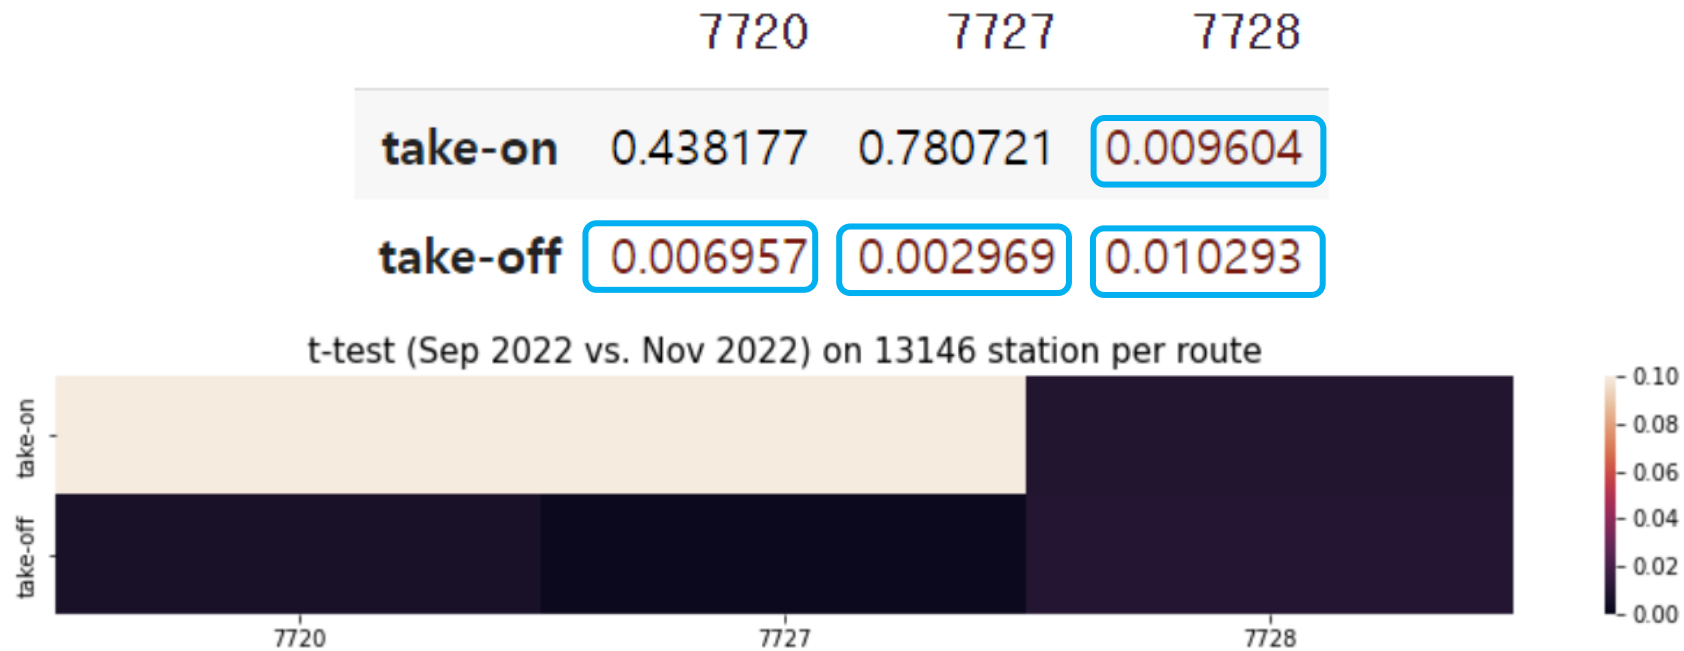 7720 7727 7728
take-on 0.438177 0.780721 0.009604
take-off 0.006957 0.002969 0.010293
t-test (Sep 2022 vs. Nov 2022) on 13146 station per route
take-on
take-off
7720 7727 7728
0.10
0.08
0.06
0.04
0.02
0.00